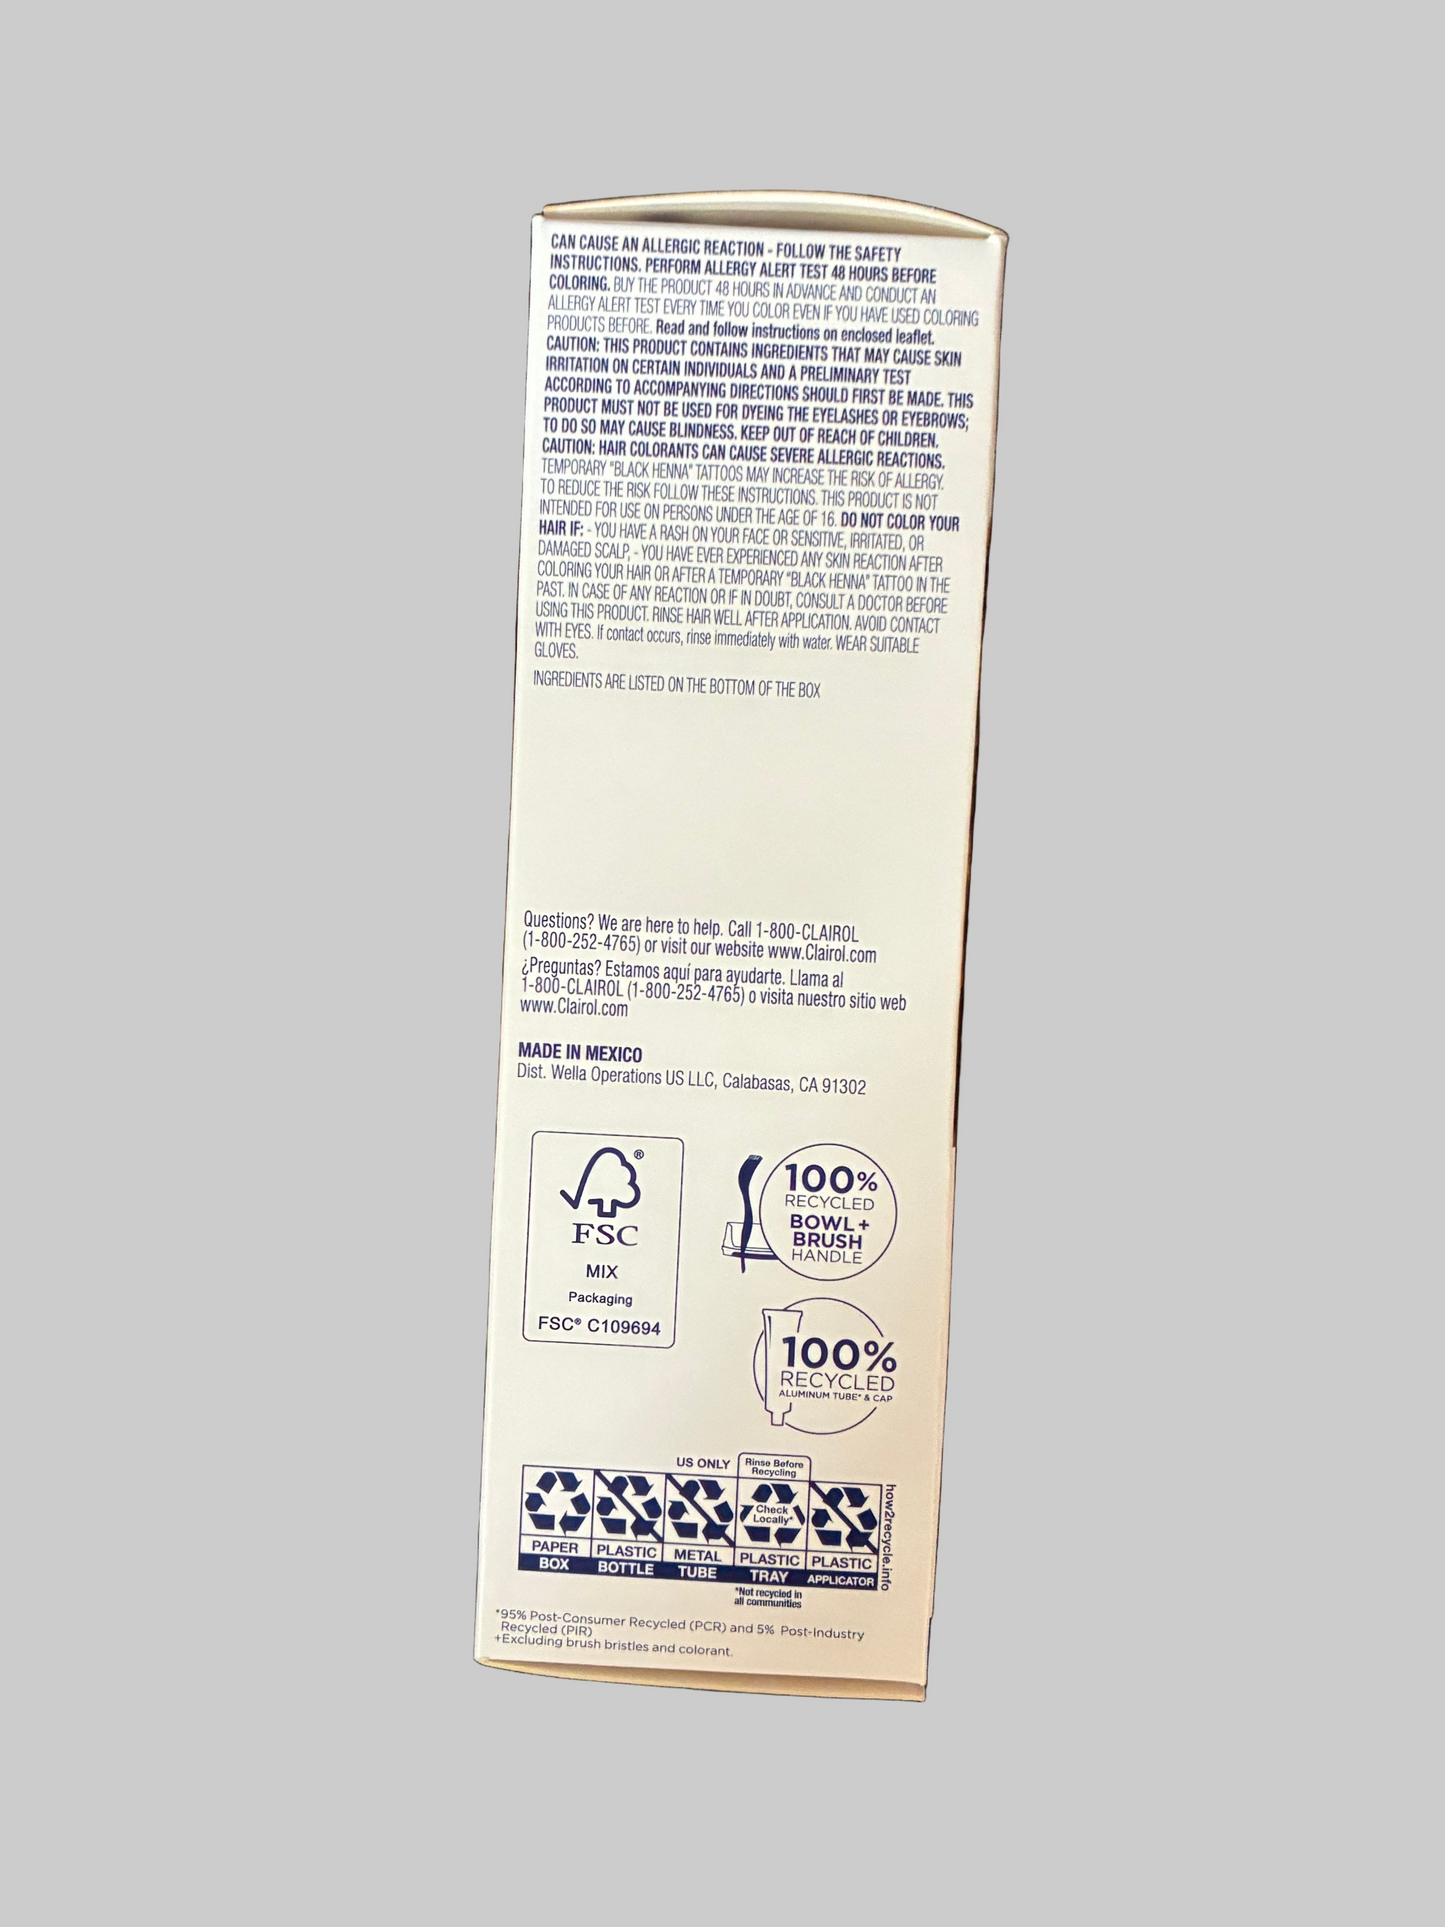 CAN CAUSE AN ALLERGIC REACTION - FOLLOW THE SAFETY
INSTRUCTIONS. PERFORM ALLERGY ALERT TEST 48 HOURS BEFORE
COLORING. BUY THE PRODUCT 48 HOURS IN ADVANCE AND CONDUCT AN
ALLERGY ALERT TEST EVERY TIME YOU COLOR EVEN IF YOU HAVE USED COLORING
PRODUCTS BEFORE. Read and follow instructions on enclosed leaflet.
CAUTION: THIS PRODUCT CONTAINS INGREDIENTS THAT MAY CAUSE SKIN
IRRITATION ON CERTAIN INDIVIDUALS AND A PRELIMINARY TEST
ACCORDING TO ACCOMPANYING DIRECTIONS SHOULD FIRST BE MADE. THIS
PRODUCT MUST NOT BE USED FOR DYEING THE EYELASHES OR EYEBROWS;
TO DO SO MAY CAUSE BLINDNESS. KEEP OUT OF REACH OF CHILDREN.
CAUTION: HAIR COLORANTS CAN CAUSE SEVERE ALLERGIC REACTIONS.
TEMPORARY "BLACK HENNA" TATTOOS MAY INCREASE THE RISK OF ALLERGY.
TO REDUCE THE RISK FOLLOW THESE INSTRUCTIONS. THIS PRODUCT IS NOT
INTENDED FOR USE ON PERSONS UNDER THE AGE OF 16. DO NOT COLOR YOUR
HAIR IF: - YOU HAVE A RASH ON YOUR FACE OR SENSITIVE, IRRITATED, OR
DAMAGED SCALP, - YOU HAVE EVER EXPERIENCED ANY SKIN REACTION AFTER
COLORING YOUR HAIR OR AFTER A TEMPORARY "BLACK HENNA" TATTOO IN THE
PAST. IN CASE OF ANY REACTION OR IF IN DOUBT, CONSULT A DOCTOR BEFORE
USING THIS PRODUCT. RINSE HAIR WELL AFTER APPLICATION. AVOID CONTACT
WITH EYES. If contact occurs, rinse immediately with water. WEAR SUITABLE
GLOVES.
INGREDIENTS ARE LISTED ON THE BOTTOM OF THE BOX
Questions? We are here to help. Call 1-800-CLAIROL
(1-800-252-4765) or visit our website www.Clairol.com
¿Preguntas? Estamos aquí para ayudarte. Llama al
1-800-CLAIROL (1-800-252-4765) o visita nuestro sitio web
www.Clairol.com
MADE IN MEXICO
Dist. Wella Operations US LLC, Calabasas, CA 91302
®
FSC
MIX
Packaging
FSC® C109694
100%
RECYCLED
BOWL+
BRUSH
HANDLE
100%
RECYCLED
ALUMINUM TUBE* & CAP
US ONLY
Rinse Before
Recycling
Check
Locally*
PAPER
BOX
PLASTIC
BOTTLE
METAL
TUBE
PLASTIC
TRAY
PLASTIC
APPLICATOR
how2recycle.info
*Not recycled in
all communities
*95% Post-Consumer Recycled (PCR) and 5% Post-Industry
Recycled (PIR)
+Excluding brush bristles and colorant.